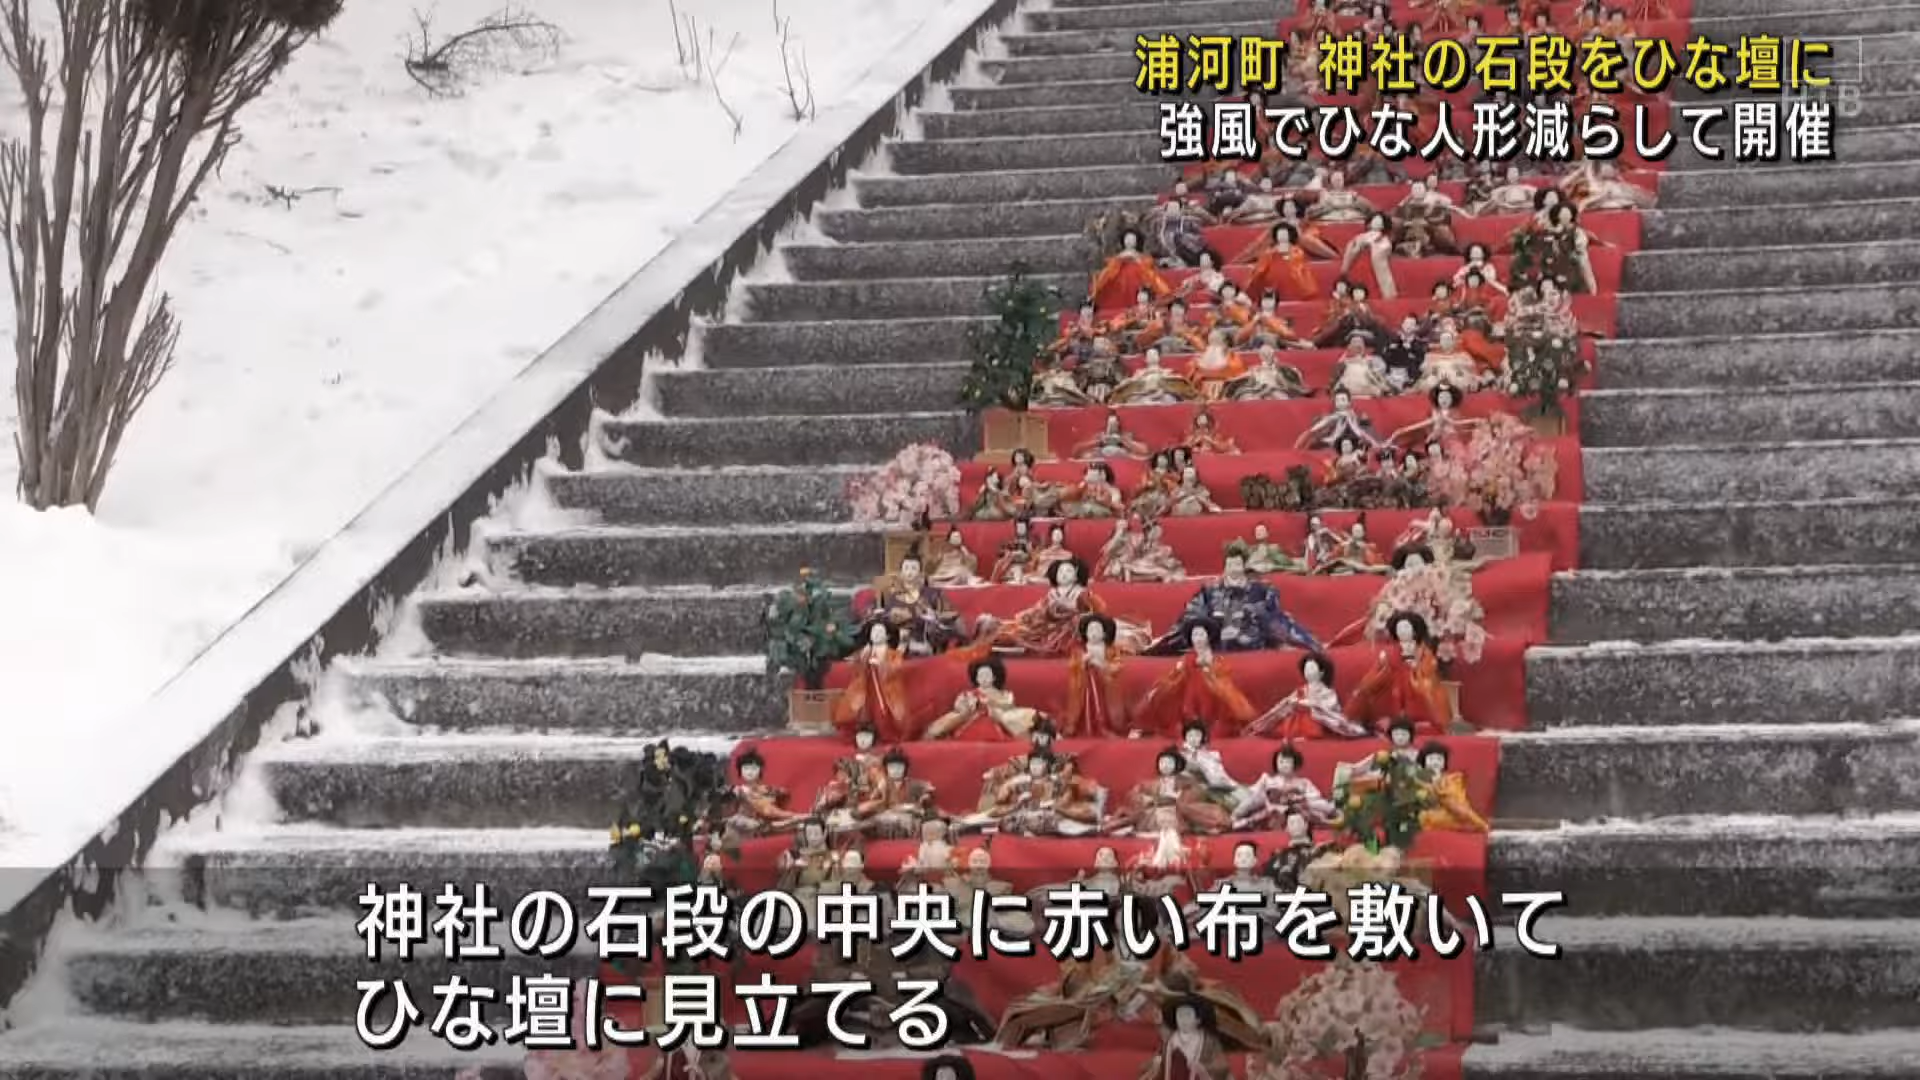 浦河町 神社の石段をひな壇に
強風でひな人形減らして開催
神社の石段の中央に赤い布を敷いて
ひな壇に見立てる